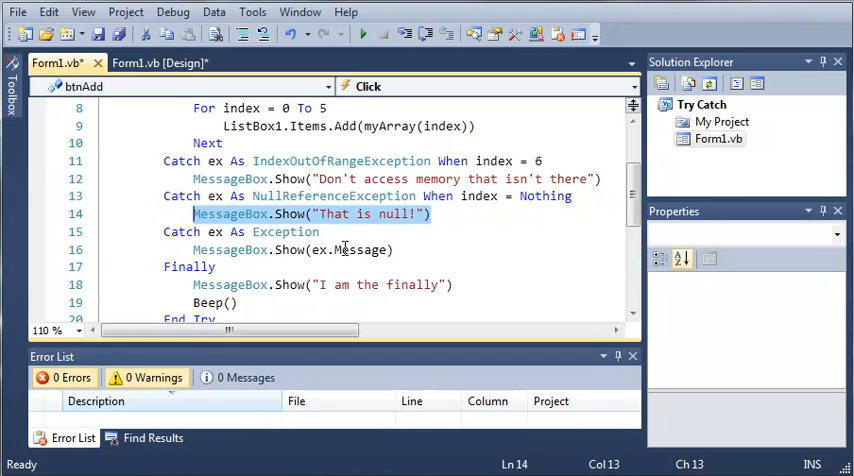 File Edit View Project Debug Data Tools Window Help
Form1.vb* Form1.vb [Design]*
Toolbox
btnAdd Click
8 For index = 0 To 5
9 ListBox1.Items.Add(myArray(index))
10 Next
11 Catch ex As IndexOutOfRangeException When index = 6
12 MessageBox.Show("Don't access memory that isn't there")
13 Catch ex As NullReferenceException When index = Nothing
14 MessageBox.Show("That is null!")
15 Catch ex As Exception
16 MessageBox.Show(ex.Message)
17 Finally
18 MessageBox.Show("I am the finally")
19 Beep()
20 End Try
110 %
Solution Explorer
Try Catch
My Project
Form1.vb
Properties
Error List
0 Errors 0 Warnings 0 Messages
Description File Line Column Project
Error List Find Results
Ready Ln 14 Col 13 Ch 13 INS